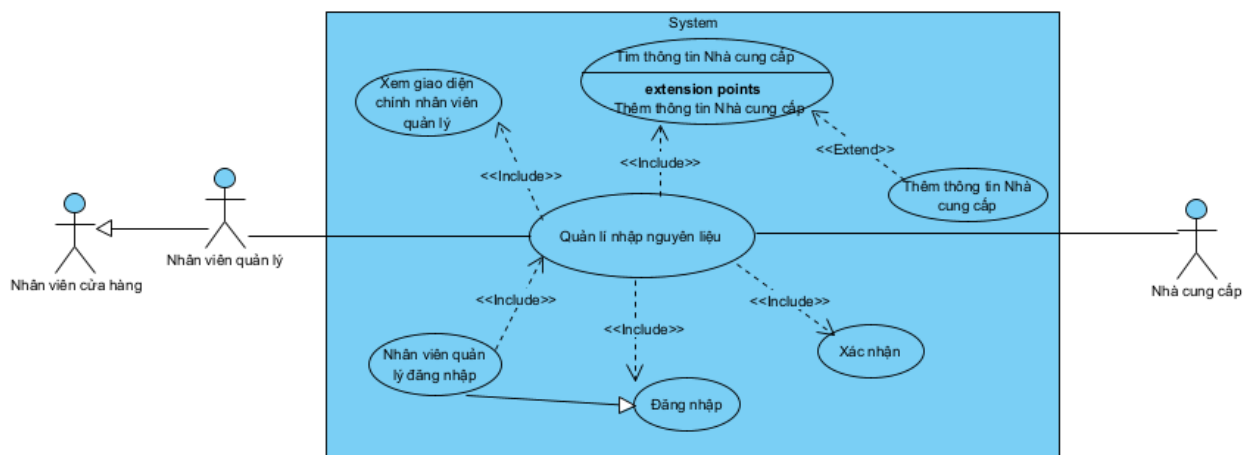 System
Tìm thông tin Nhà cung cấp
extension points
Thêm thông tin Nhà cung cấp
Xem giao diện
chính nhân viên
quản lý
<<Include>>
<<Include>>
<<Extend>>
Thêm thông tin Nhà
cung cấp
Nhân viên cửa hàng
Nhân viên quản lý
Quản lí nhập nguyên liệu
Nhà cung cấp
<<Include>>
<<Include>>
<<Include>>
Nhân viên quản
lý đăng nhập
Xác nhận
Đăng nhập